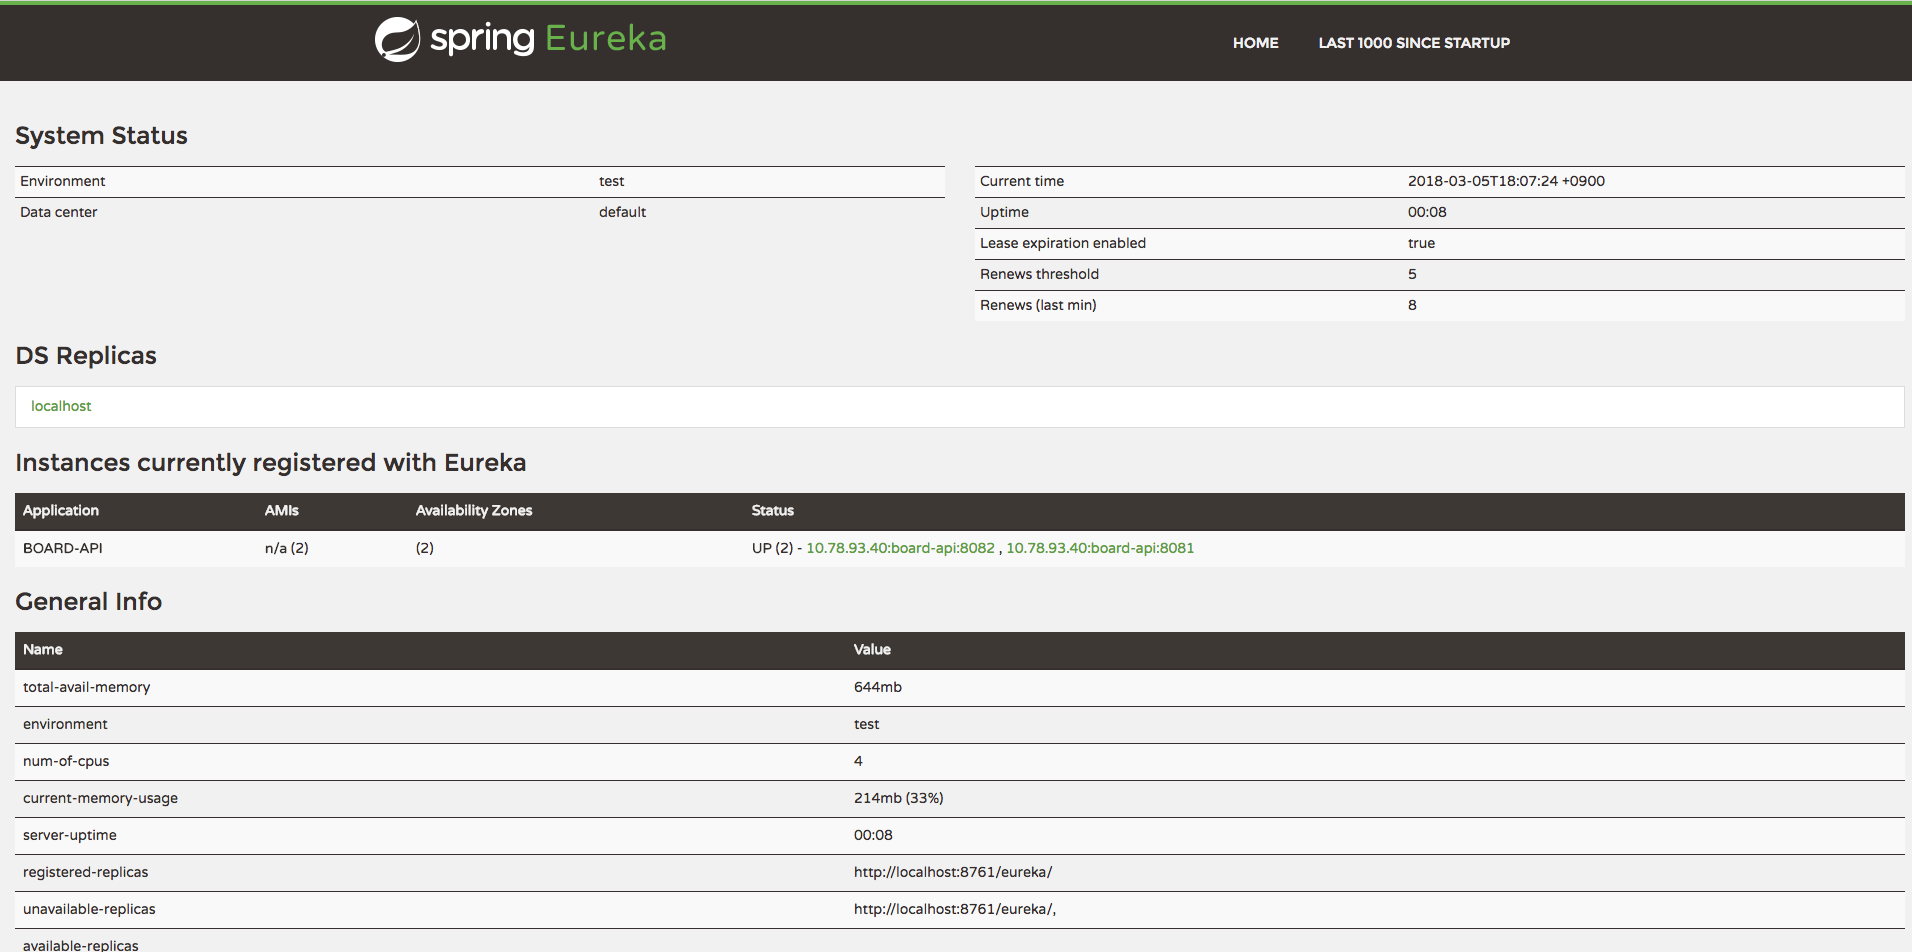 spring Eureka
HOME LAST 1000 SINCE STARTUP
System Status
Environment test
Data center default
Current time 2018-03-05T18:07:24 +0900
Uptime 00:08
Lease expiration enabled true
Renews threshold 5
Renews (last min) 8
DS Replicas
localhost
Instances currently registered with Eureka
Application AMIs Availability Zones Status
BOARD-API n/a (2) (2) UP (2) - 10.78.93.40:board-api:8082 , 10.78.93.40:board-api:8081
General Info
Name Value
total-avail-memory 644mb
environment test
num-of-cpus 4
current-memory-usage 214mb (33%)
server-uptime 00:08
registered-replicas http://localhost:8761/eureka/
unavailable-replicas http://localhost:8761/eureka/,
available-replicas